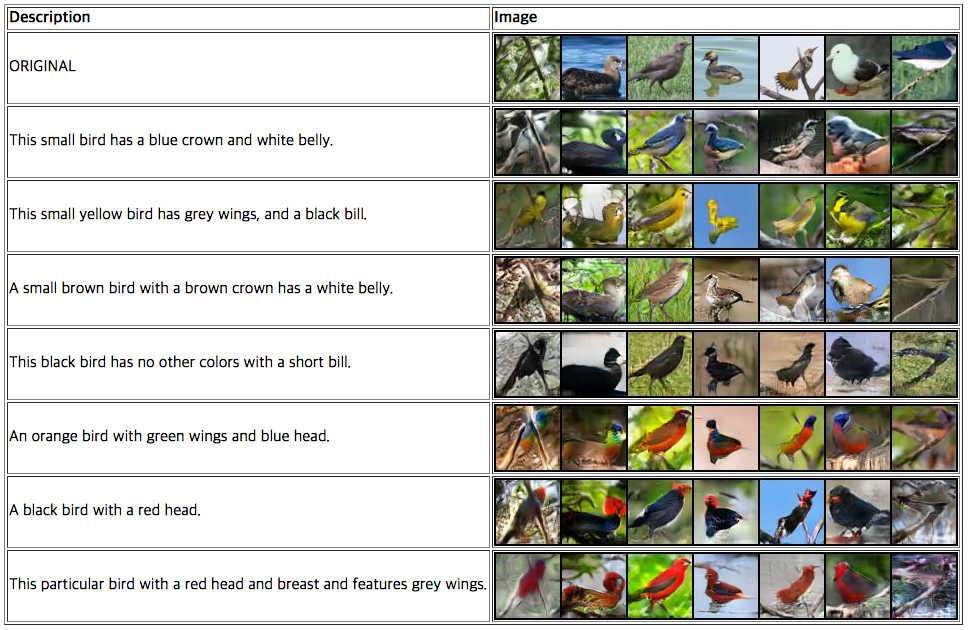 Description
Image
ORIGINAL
This small bird has a blue crown and white belly.
This small yellow bird has grey wings, and a black bill.
A small brown bird with a brown crown has a white belly.
This black bird has no other colors with a short bill.
An orange bird with green wings and blue head.
A black bird with a red head.
This particular bird with a red head and breast and features grey wings.